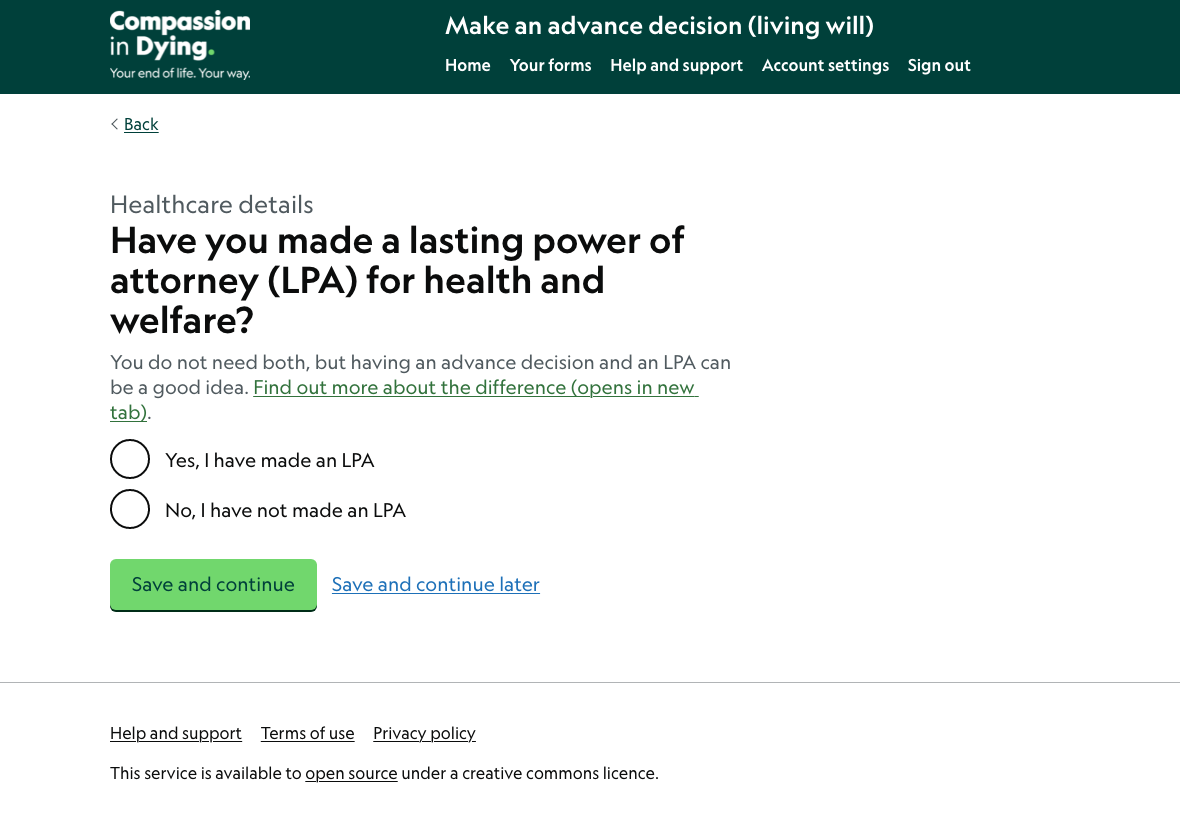 Compassion
in Dying.
Your end of life. Your way.
Make an advance decision (living will)
Home Your forms Help and support Account settings Sign out
Back
Healthcare details
Have you made a lasting power of
attorney (LPA) for health and
welfare?
You do not need both, but having an advance decision and an LPA can
be a good idea. Find out more about the difference (opens in new
tab).
Yes, I have made an LPA
No, I have not made an LPA
Save and continue Save and continue later
Help and support Terms of use Privacy policy
This service is available to open source under a creative commons licence.